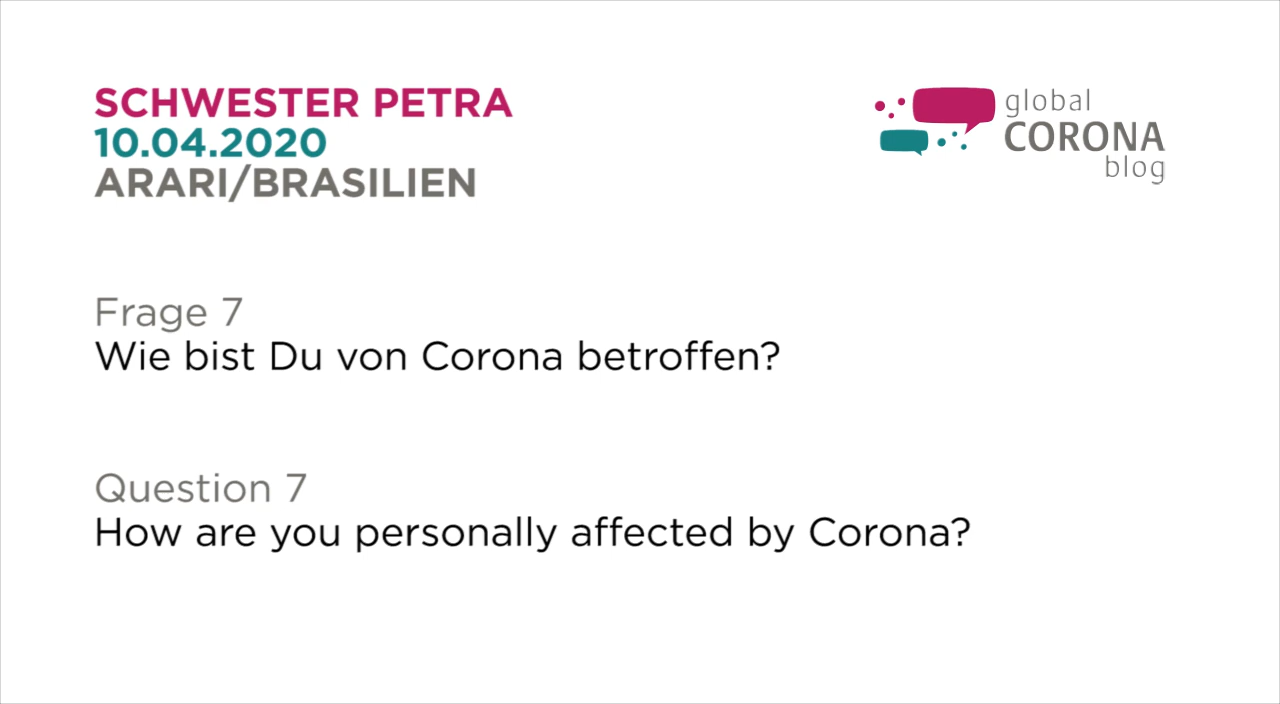 SCHWESTER PETRA
10.04.2020
ARARI/BRASILIEN
global
CORONA
blog
Frage 7
Wie bist Du von Corona betroffen?
Question 7
How are you personally affected by Corona?